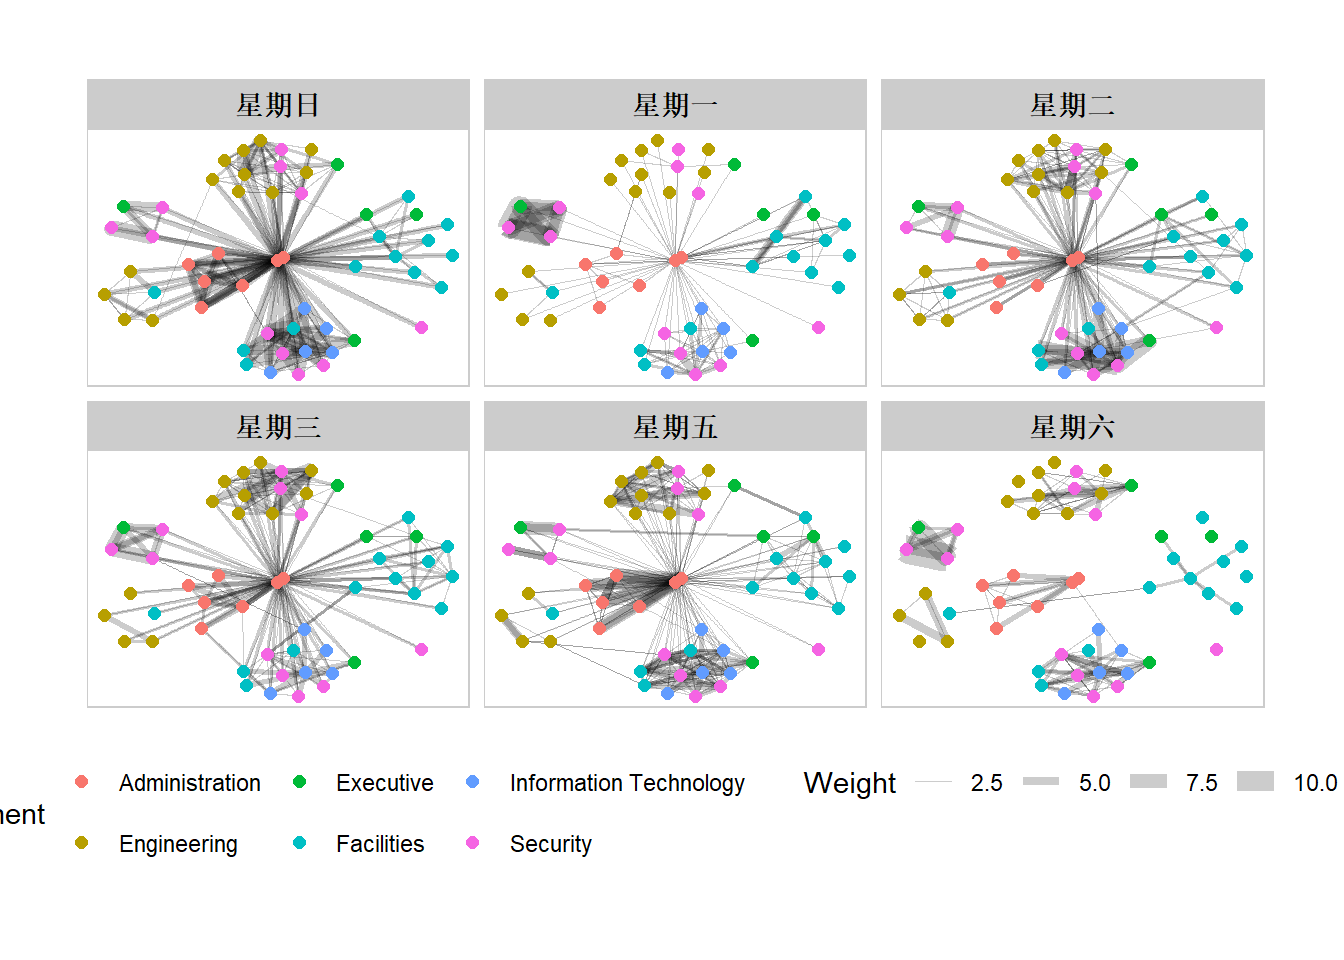 星期日 星期一 星期二
星期三 星期五 星期六
Administration Executive Information Technology Weight 2.5 5.0 7.5 10.0
Engineering Facilities Security